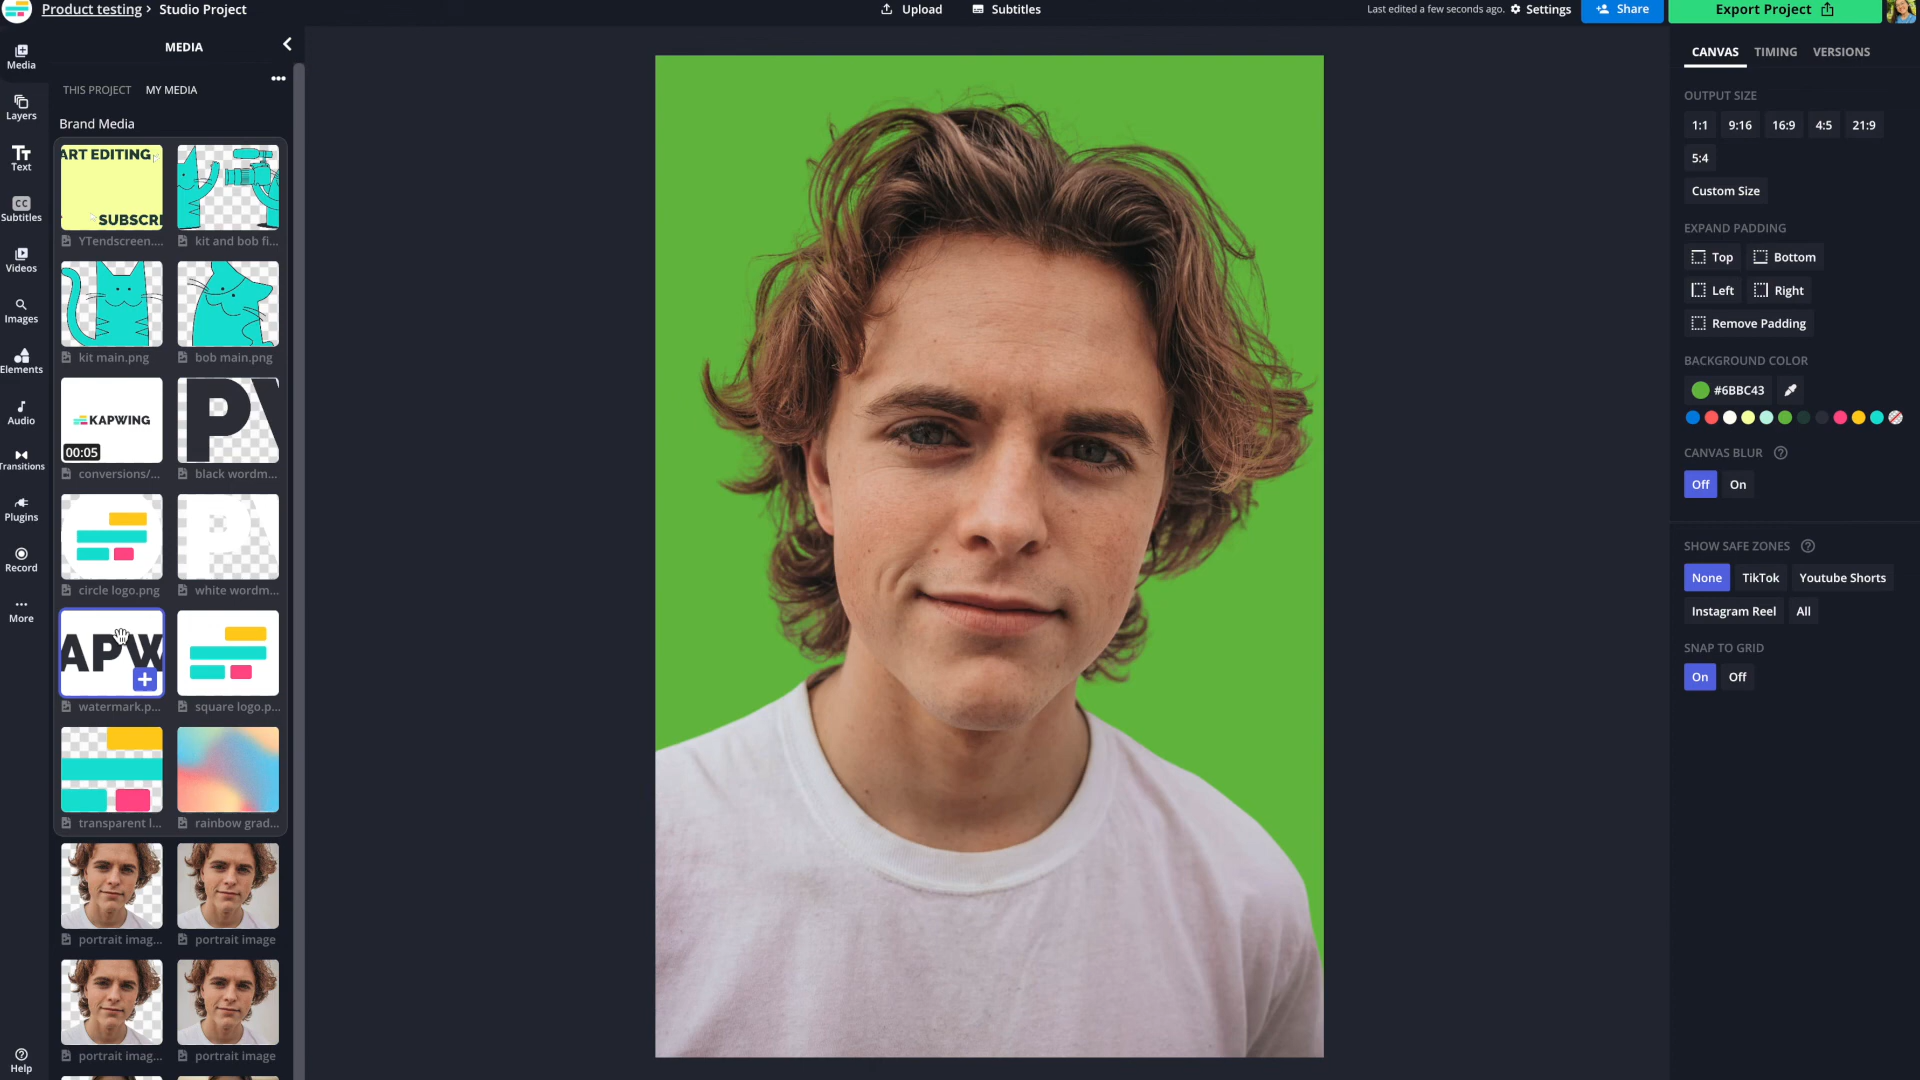 Product testing > Studio Project
Upload
Subtitles
Last edited a few seconds ago.
Settings
Share
Export Project
Media
Layers
Text
CC
Subtitles
Videos
Images
Elements
Audio
Transitions
Plugins
Record
More
Help
MEDIA
THIS PROJECT
MY MEDIA
Brand Media
ART EDITING
SUBSCRI
YTendscreen....
kit and bob fi...
kit main.png
bob main.png
KAPWING
00:05
conversions/...
black wordm...
circle logo.png
white wordm...
APW
watermark.p...
square logo.p...
transparent l...
rainbow grad...
portrait imag...
portrait image
portrait imag...
portrait image
CANVAS
TIMING
VERSIONS
OUTPUT SIZE
1:1 9:16 16:9 4:5 21:9
5:4
Custom Size
EXPAND PADDING
Top Bottom
Left Right
Remove Padding
BACKGROUND COLOR
#6BBC43
CANVAS BLUR
Off On
SHOW SAFE ZONES
None TikTok Youtube Shorts
Instagram Reel All
SNAP TO GRID
On Off